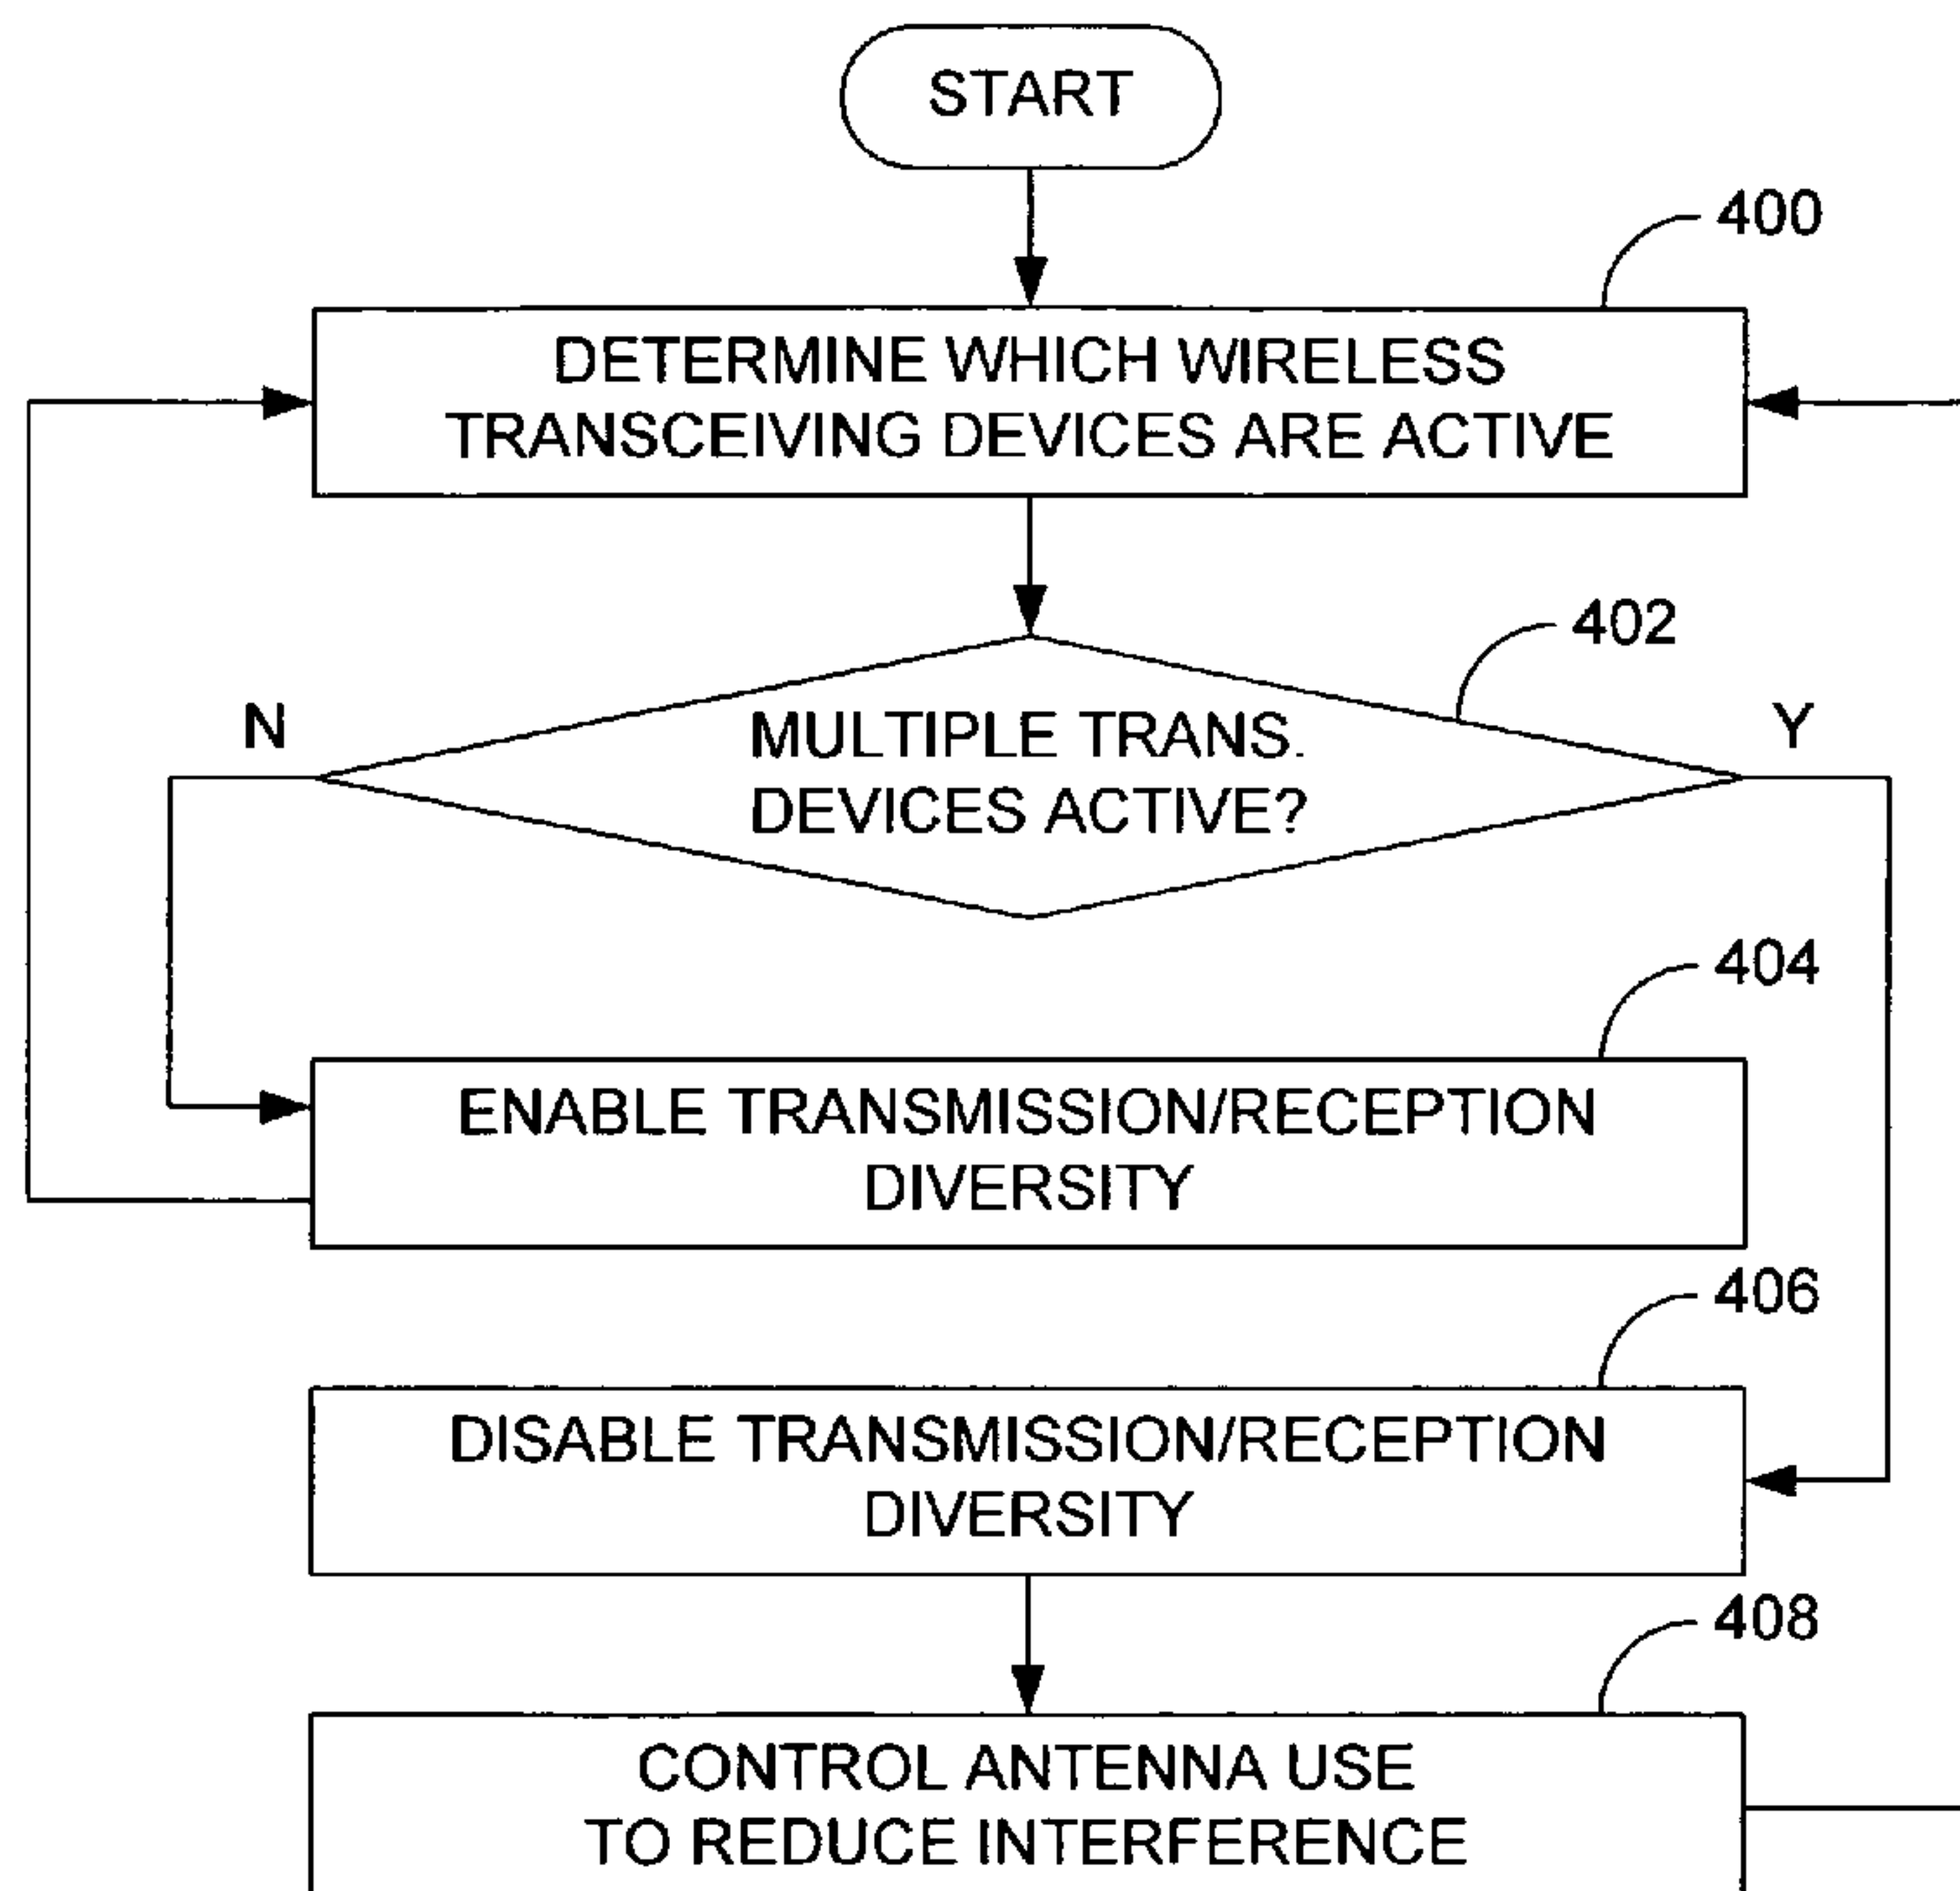 START
400
DETERMINE WHICH WIRELESS
TRANSCEIVING DEVICES ARE ACTIVE
402
N
Y
MULTIPLE TRANS.
DEVICES ACTIVE?
404
ENABLE TRANSMISSION/RECEPTION
DIVERSITY
406
DISABLE TRANSMISSION/RECEPTION
DIVERSITY
408
CONTROL ANTENNA USE
TO REDUCE INTERFERENCE